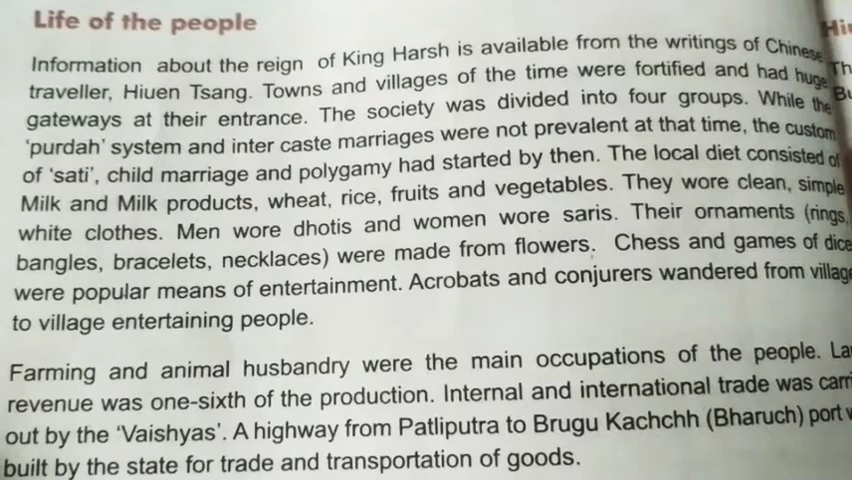 Life of the people
Information about the reign of King Harsh is available from the writings of Chinese
traveller, Hiuen Tsang. Towns and villages of the time were fortified and had huge
gateways at their entrance. The society was divided into four groups. While the
'purdah' system and inter caste marriages were not prevalent at that time, the custom
of 'sati', child marriage and polygamy had started by then. The local diet consisted of
Milk and Milk products, wheat, rice, fruits and vegetables. They wore clean, simple
white clothes. Men wore dhotis and women wore saris. Their ornaments (rings,
bangles, bracelets, necklaces) were made from flowers. Chess and games of dice
were popular means of entertainment. Acrobats and conjurers wandered from village
to village entertaining people.
Farming and animal husbandry were the main occupations of the people.
revenue was one-sixth of the production. Internal and international trade was
out by the 'Vaishyas'. A highway from Patliputra to Brugu Kachchh (Bharuch) port
built by the state for trade and transportation of goods.